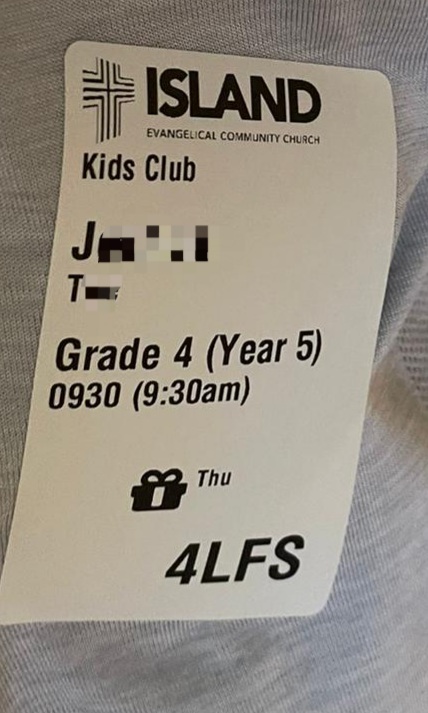 ISLAND
EVANGELICAL COMMUNITY CHURCH
Kids Club
Grade 4 (Year 5)
0930 (9:30am)
Thu
4LFS